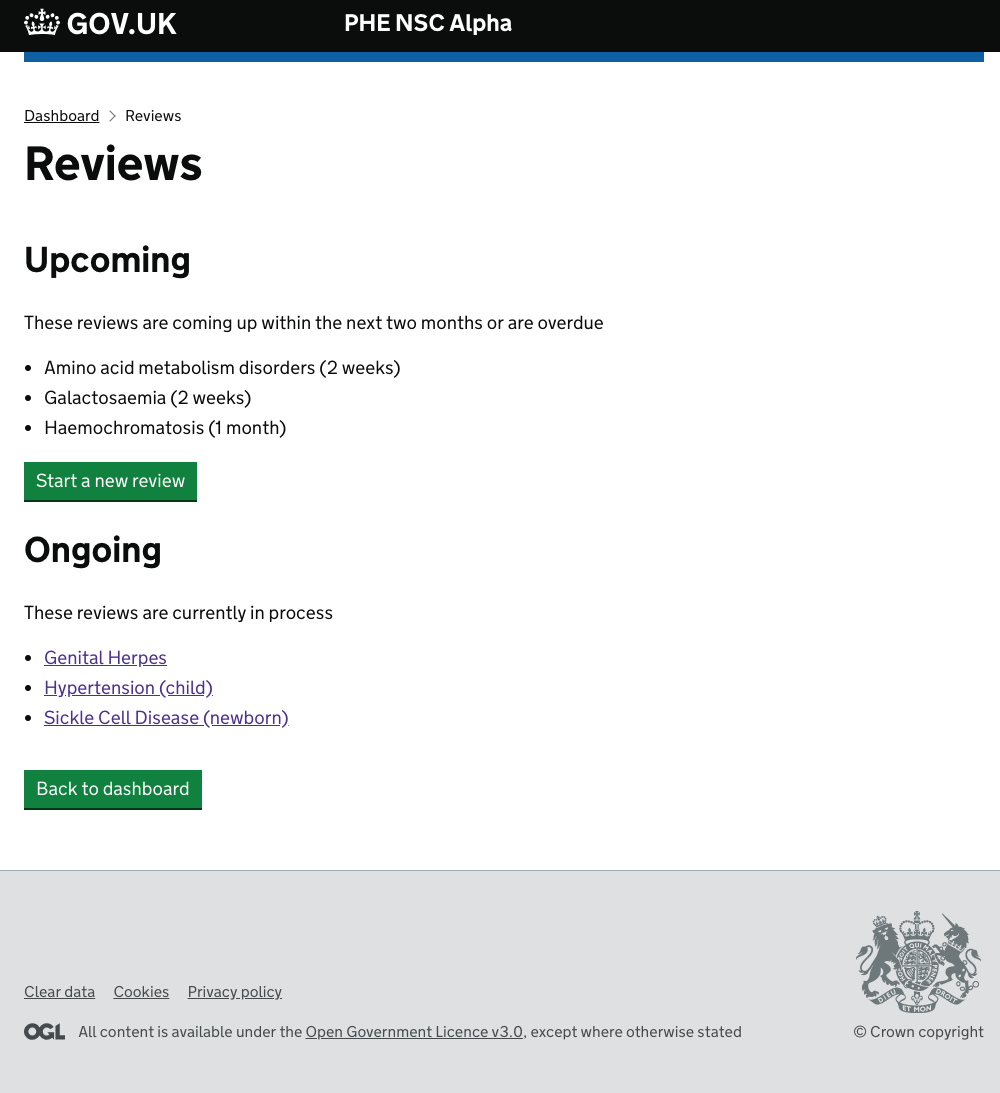 GOV.UK PHE NSC Alpha
Dashboard > Reviews
Reviews
Upcoming
These reviews are coming up within the next two months or are overdue
• Amino acid metabolism disorders (2 weeks)
• Galactosaemia (2 weeks)
• Haemochromatosis (1 month)
Start a new review
Ongoing
These reviews are currently in process
• Genital Herpes
• Hypertension (child)
• Sickle Cell Disease (newborn)
Back to dashboard
DIEU ET MON DROIT
Clear data Cookies Privacy policy
OGL All content is available under the Open Government Licence v3.0, except where otherwise stated
© Crown copyright